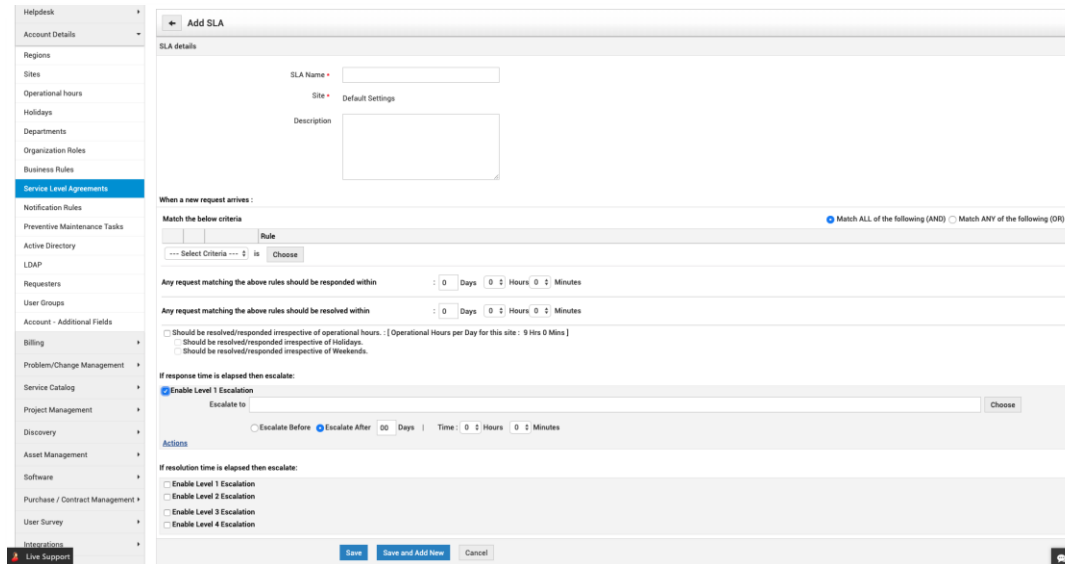 Helpdesk
Account Details
Regions
Sites
Operational hours
Holidays
Departments
Organization Roles
Business Rules
Service Level Agreements
Notification Rules
Preventive Maintenance Tasks
Active Directory
LDAP
Requesters
User Groups
Account - Additional Fields
Billing
Problem/Change Management
Service Catalog
Project Management
Discovery
Asset Management
Software
Purchase / Contract Management
User Survey
Integrations
Live Support
Add SLA
SLA details
SLA Name •
Site • Default Settings
Description
When a new request arrives :
Match the below criteria Match ALL of the following (AND) Match ANY of the following (OR)
Rule
--- Select Criteria --- is Choose
Any request matching the above rules should be responded within : 0 Days 0 Hours 0 Minutes
Any request matching the above rules should be resolved within : 0 Days 0 Hours 0 Minutes
Should be resolved/responded irrespective of operational hours. : [ Operational Hours per Day for this site : 9 Hrs 0 Mins ]
Should be resolved/responded irrespective of Holidays.
Should be resolved/responded irrespective of Weekends.
If response time is elapsed then escalate:
Enable Level 1 Escalation
Escalate to Choose
Escalate Before Escalate After 00 Days | Time : 0 Hours 0 Minutes
Actions
If resolution time is elapsed then escalate:
Enable Level 1 Escalation
Enable Level 2 Escalation
Enable Level 3 Escalation
Enable Level 4 Escalation
Save Save and Add New Cancel